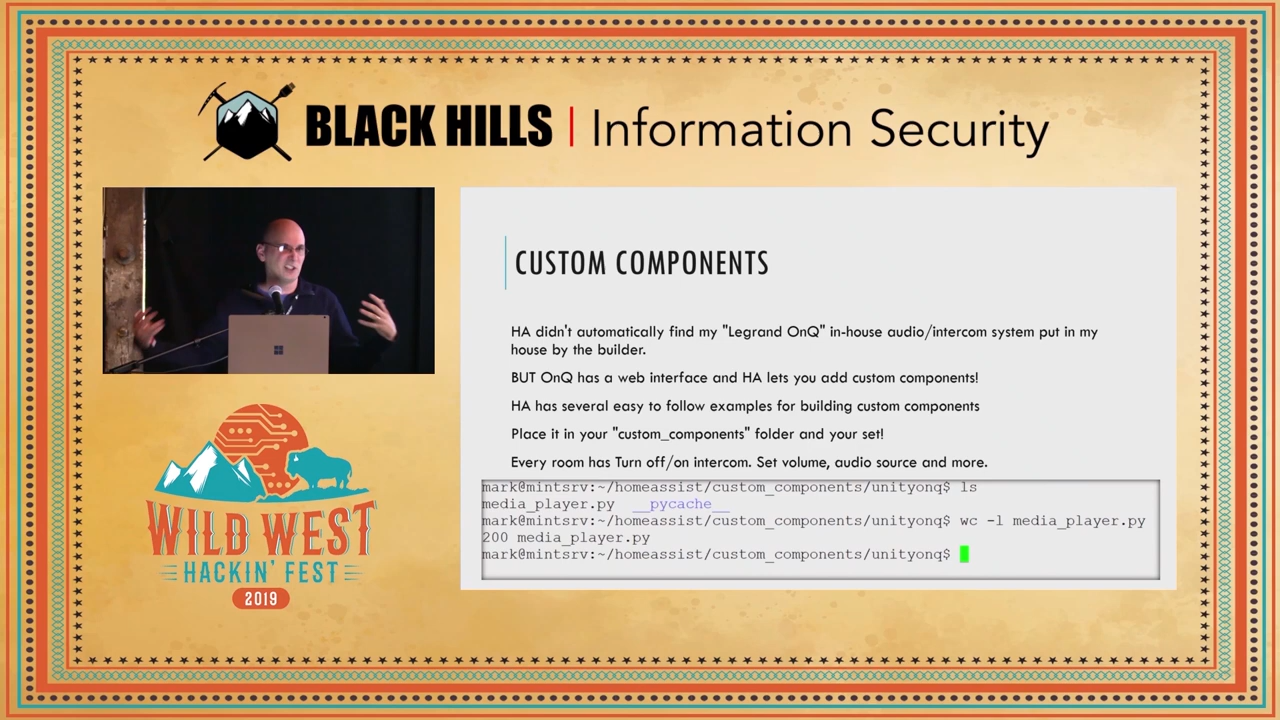 BLACK HILLS | Information Security
CUSTOM COMPONENTS
HA didn't automatically find my "Legrand OnQ" in-house audio/intercom system put in my
house by the builder.
BUT OnQ has a web interface and HA lets you add custom components!
HA has several easy to follow examples for building custom components
Place it in your "custom_components" folder and your set!
Every room has Turn off/on intercom. Set volume, audio source and more.
mark@mintsrv:~/homeassist/custom_components/unityonq$ ls
media_player.py  __pycache__
mark@mintsrv:~/homeassist/custom_components/unityonq$ wc -l media_player.py
200 media_player.py
mark@mintsrv:~/homeassist/custom_components/unityonq$
WILD WEST
HACKIN' FEST
2019